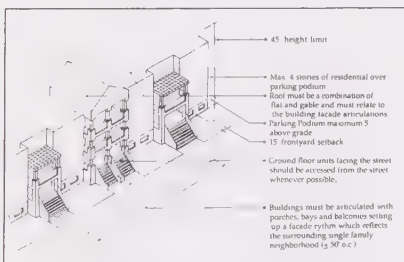 45' height limit
Max. 4 stories of residential over
parking podium
Roof must be a combination of
flat and gable and must relate to
the building facade articulations
Parking Podium maximum 5'
above grade
15' frontyard setback
Ground floor units facing the street
should be accessed from the street
whenever possible.
Buildings must be articulated with
porches, bays and balconies setting
up a facade rythm which reflects
the surrounding single family
neighborhood (± 50' o.c.)